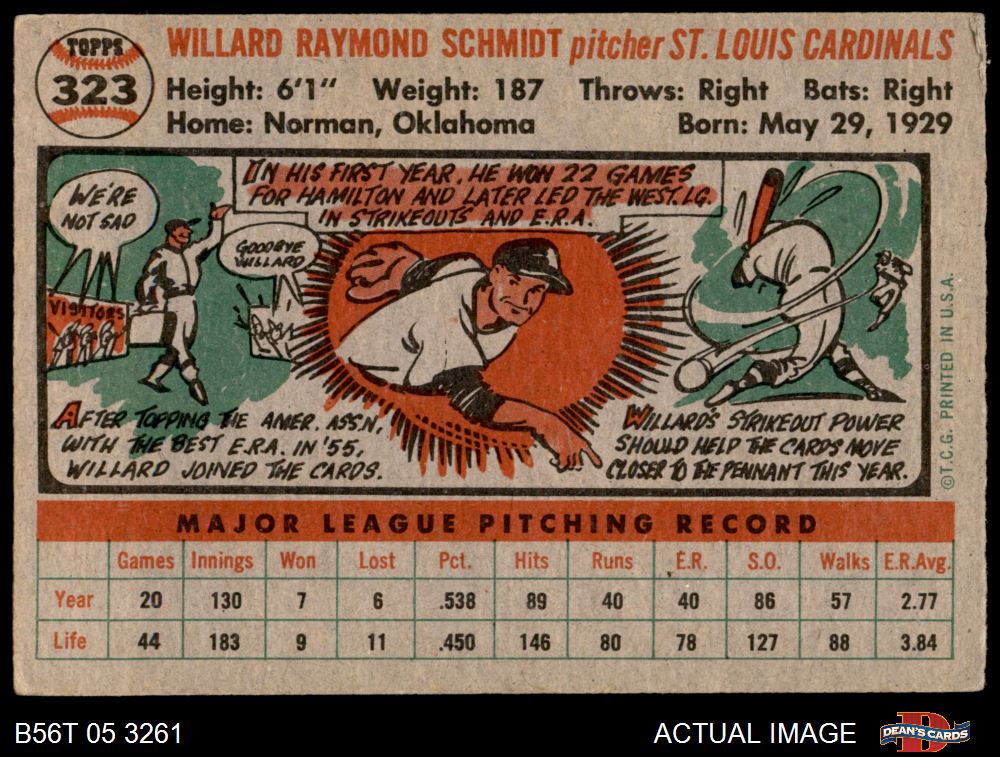 TOPPS
323
WILLARD RAYMOND SCHMIDT pitcher ST. LOUIS CARDINALS
Height: 6'1" Weight: 187 Throws: Right Bats: Right
Home: Norman, Oklahoma Born: May 29, 1929
WE'RE
NOT SAD
VISITORS
GOODBYE
WILLARD
IN HIS FIRST YEAR, HE WON 22 GAMES
FOR HAMILTON AND LATER LED THE WEST. LG.
IN STRIKEOUTS AND E.R.A.
AFTER TOPPING THE AMER. ASS'N.
WITH THE BEST E.R.A. IN '55,
WILLARD JOINED THE CARDS.
WILLARD'S STRIKEOUT POWER
SHOULD HELP THE CARDS MOVE
CLOSER TO THE PENNANT THIS YEAR.
©T.C.G. PRINTED IN U.S.A.
MAJOR LEAGUE PITCHING RECORD
Games Innings Won Lost Pct. Hits Runs E.R. S.O. Walks E.R.Avg.
Year 20 130 7 6 .538 89 40 40 86 57 2.77
Life 44 183 9 11 .450 146 80 78 127 88 3.84
B56T 05 3261
ACTUAL IMAGE
DEAN'S CARDS